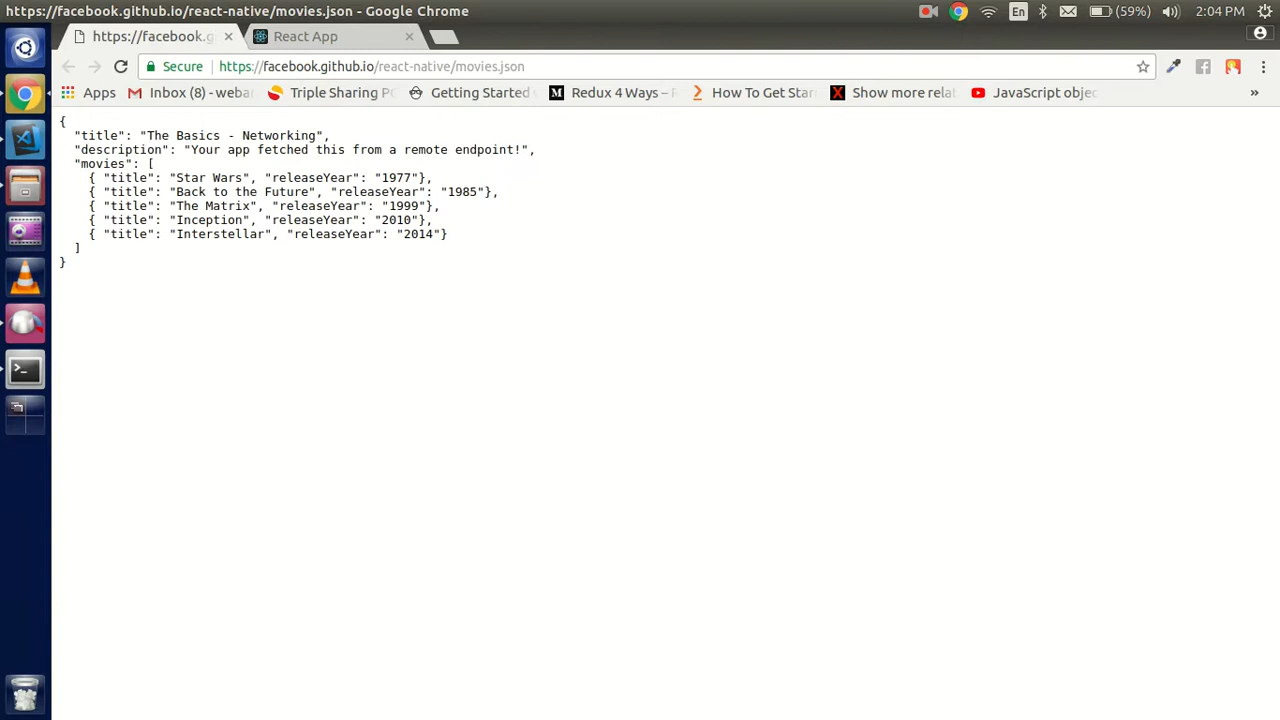 https://facebook.github.io/react-native/movies.json - Google Chrome
En
(59%)
2:04 PM
https://facebook.g
React App
Secure
https://facebook.github.io/react-native/movies.json
Apps
Inbox (8) - weba
Triple Sharing P
Getting Started
M
Redux 4 Ways –
How To Get Star
X
Show more rela
JavaScript obje
»
{
"title": "The Basics - Networking",
"description": "Your app fetched this from a remote endpoint!",
"movies": [
{ "title": "Star Wars", "releaseYear": "1977"},
{ "title": "Back to the Future", "releaseYear": "1985"},
{ "title": "The Matrix", "releaseYear": "1999"},
{ "title": "Inception", "releaseYear": "2010"},
{ "title": "Interstellar", "releaseYear": "2014"}
]
}